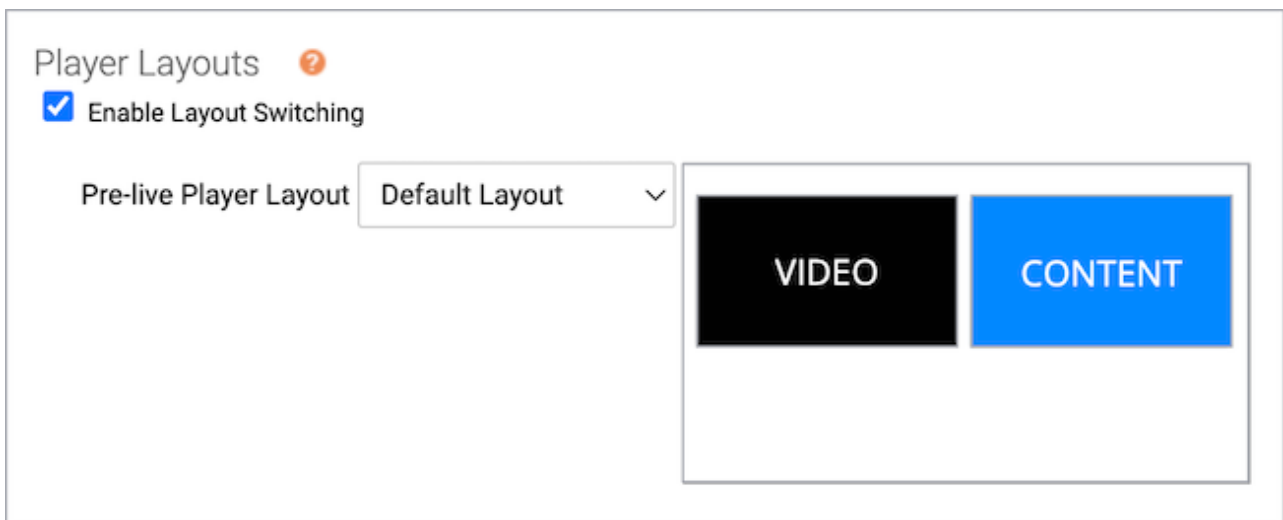 Player Layouts ?
Enable Layout Switching
Pre-live Player Layout Default Layout
VIDEO CONTENT